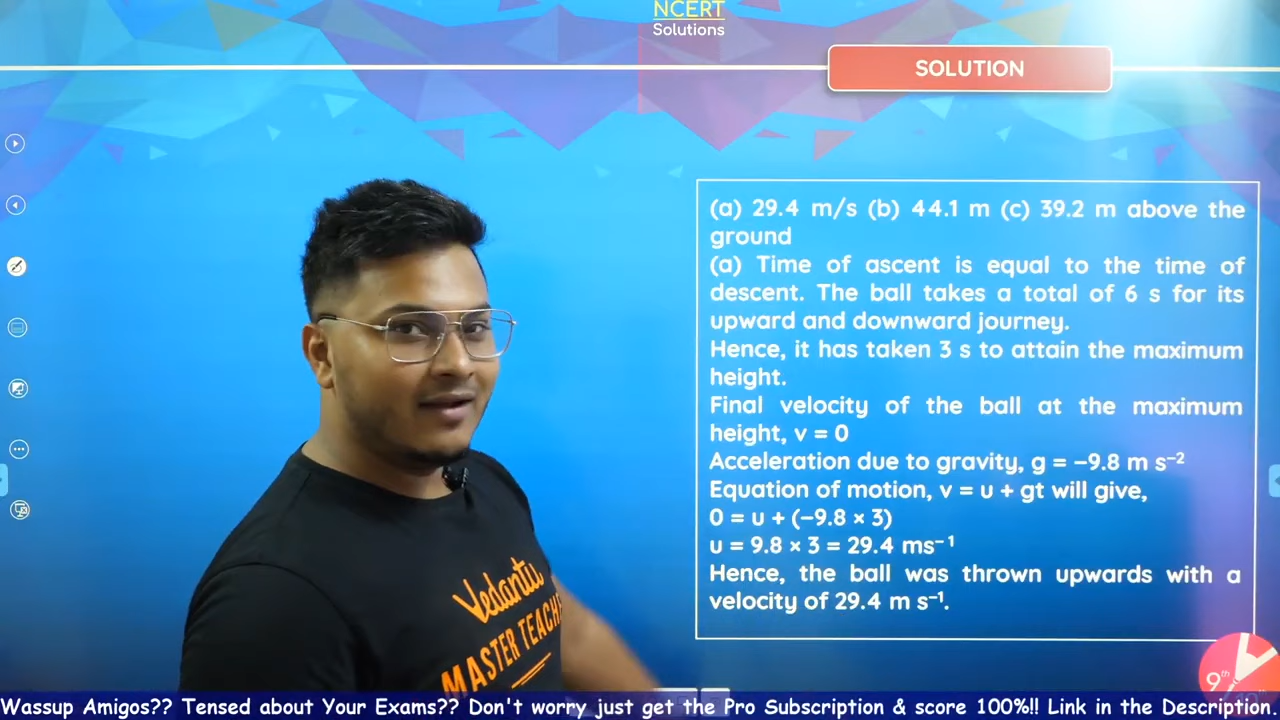 NCERT
Solutions
SOLUTION
(a) 29.4 m/s (b) 44.1 m (c) 39.2 m above the
ground
(a) Time of ascent is equal to the time of
descent. The ball takes a total of 6 s for its
upward and downward journey.
Hence, it has taken 3 s to attain the maximum
height.
Final velocity of the ball at the maximum
height, v = 0
Acceleration due to gravity, g = −9.8 m s⁻²
Equation of motion, v = u + gt will give,
0 = u + (−9.8 × 3)
u = 9.8 × 3 = 29.4 ms⁻¹
Hence, the ball was thrown upwards with a
velocity of 29.4 m s⁻¹.
Vedantu
MASTER TEACH
9th
Wassup Amigos?? Tensed about Your Exams?? Don't worry just get the Pro Subscription & score 100%!! Link in the Description.